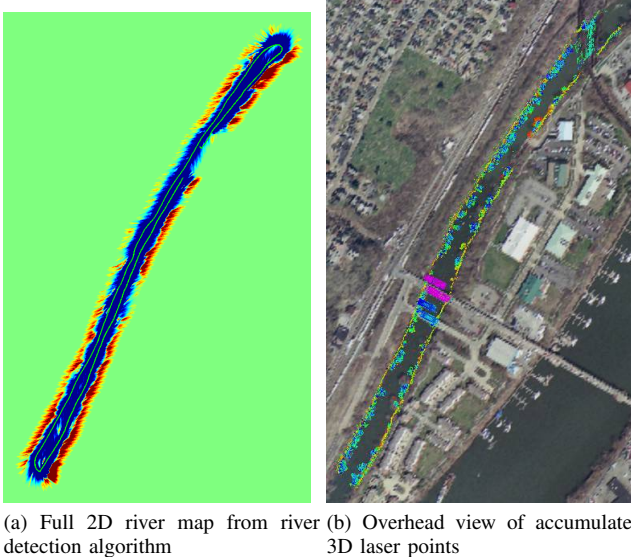 (a) Full 2D river map from river
detection algorithm
(b) Overhead view of accumulate
3D laser points